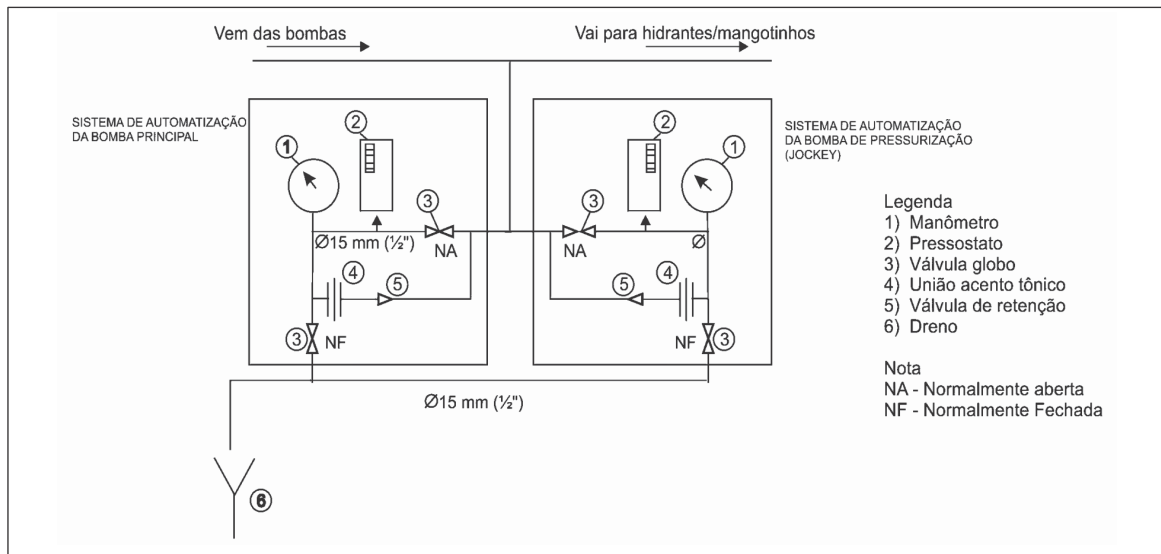 Vem das bombas
Vai para hidrantes/mangotinhos
SISTEMA DE AUTOMATIZAÇÃO
DA BOMBA PRINCIPAL
1
2
3
Ø15 mm (½")
NA
4
5
3
NF
2
1
3
NA
Ø
5
4
NF
3
SISTEMA DE AUTOMATIZAÇÃO
DA BOMBA DE PRESSURIZAÇÃO
(JOCKEY)
Ø15 mm (½")
6
Legenda
1) Manômetro
2) Pressostato
3) Válvula globo
4) União acento tônico
5) Válvula de retenção
6) Dreno
Nota
NA - Normalmente aberta
NF - Normalmente Fechada